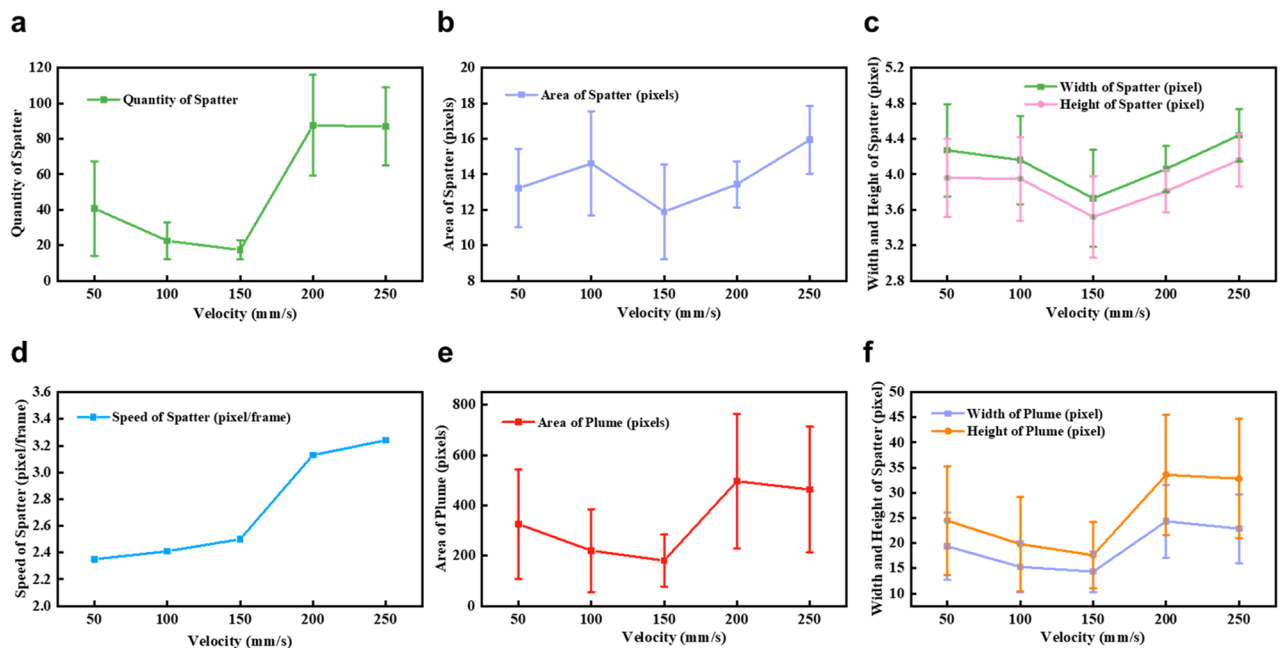 a
Quantity of Spatter
120
100
80
60
40
20
0
Quantity of Spatter
50 100 150 200 250
Velocity (mm/s)
b
Area of Spatter (pixels)
20
18
16
14
12
10
8
Area of Spatter (pixels)
50 100 150 200 250
Velocity (mm/s)
c
Width and Height of Spatter (pixel)
5.2
4.8
4.4
4.0
3.6
3.2
2.8
Width of Spatter (pixel)
Height of Spatter (pixel)
50 100 150 200 250
Velocity (mm/s)
d
Speed of Spatter (pixel/frame)
3.6
3.4
3.2
3.0
2.8
2.6
2.4
2.2
2.0
Speed of Spatter (pixel/frame)
50 100 150 200 250
Velocity (mm/s)
e
Area of Plume (pixels)
800
600
400
200
0
Area of Plume (pixels)
50 100 150 200 250
Velocity (mm/s)
f
Width and Height of Spatter (pixel)
50
45
40
35
30
25
20
15
10
Width of Plume (pixel)
Height of Plume (pixel)
50 100 150 200 250
Velocity (mm/s)